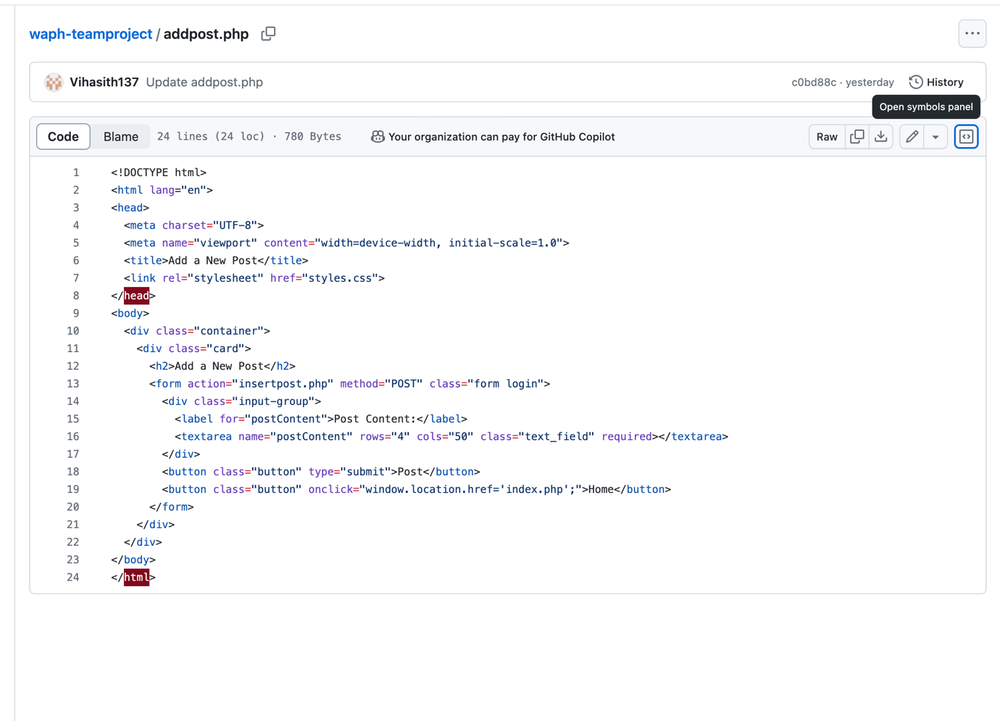 waph-teamproject / addpost.php
Vihasith137 Update addpost.php c0bd88c · yesterday History
Open symbols panel
Code Blame 24 lines (24 loc) · 780 Bytes Your organization can pay for GitHub Copilot Raw
1 <!DOCTYPE html>
2 <html lang="en">
3 <head>
4 <meta charset="UTF-8">
5 <meta name="viewport" content="width=device-width, initial-scale=1.0">
6 <title>Add a New Post</title>
7 <link rel="stylesheet" href="styles.css">
8 </head>
9 <body>
10 <div class="container">
11 <div class="card">
12 <h2>Add a New Post</h2>
13 <form action="insertpost.php" method="POST" class="form login">
14 <div class="input-group">
15 <label for="postContent">Post Content:</label>
16 <textarea name="postContent" rows="4" cols="50" class="text_field" required></textarea>
17 </div>
18 <button class="button" type="submit">Post</button>
19 <button class="button" onclick="window.location.href='index.php';">Home</button>
20 </form>
21 </div>
22 </div>
23 </body>
24 </html>